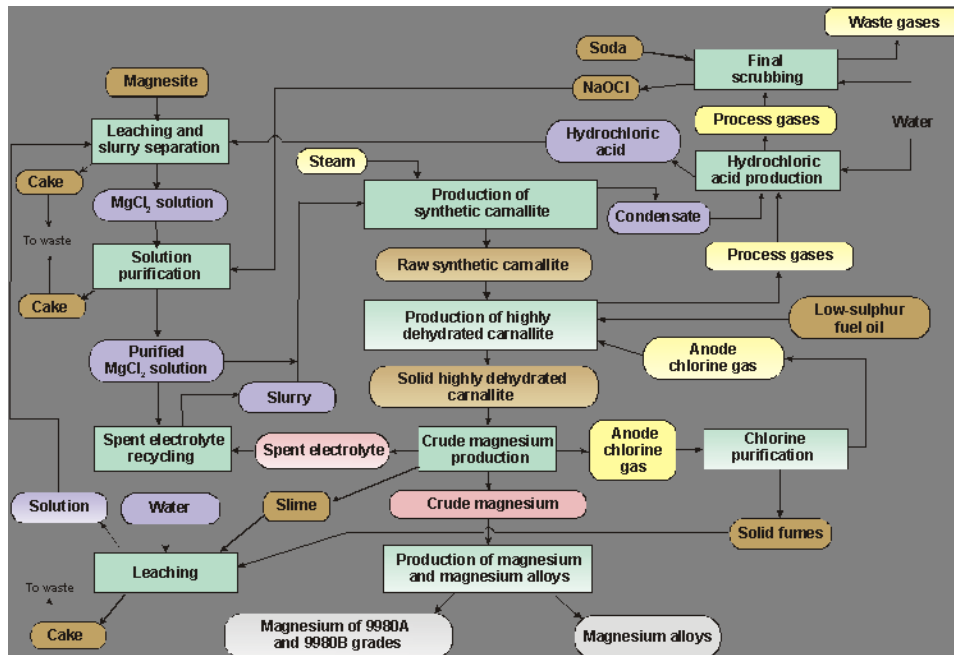 Waste gases
Soda
Final
scrubbing
Magnesite
NaOCl
Process gases
Water
Leaching and
slurry separation
Hydrochloric
acid
Steam
Hydrochloric
acid production
Cake
Production of
synthetic carnallite
MgCl₂ solution
Condensate
To waste
Solution
purification
Raw synthetic carnallite
Process gases
Cake
Production of highly
dehydrated carnallite
Low-sulphur
fuel oil
Purified
MgCl₂ solution
Anode
chlorine gas
Solid highly dehydrated
carnallite
Slurry
Spent electrolyte
recycling
Spent electrolyte
Crude magnesium
production
Anode
chlorine
gas
Chlorine
purification
Solution
Water
Slime
Crude magnesium
Solid fumes
Leaching
Production of magnesium
and magnesium alloys
To waste
Cake
Magnesium of 9980A
and 9980B grades
Magnesium alloys